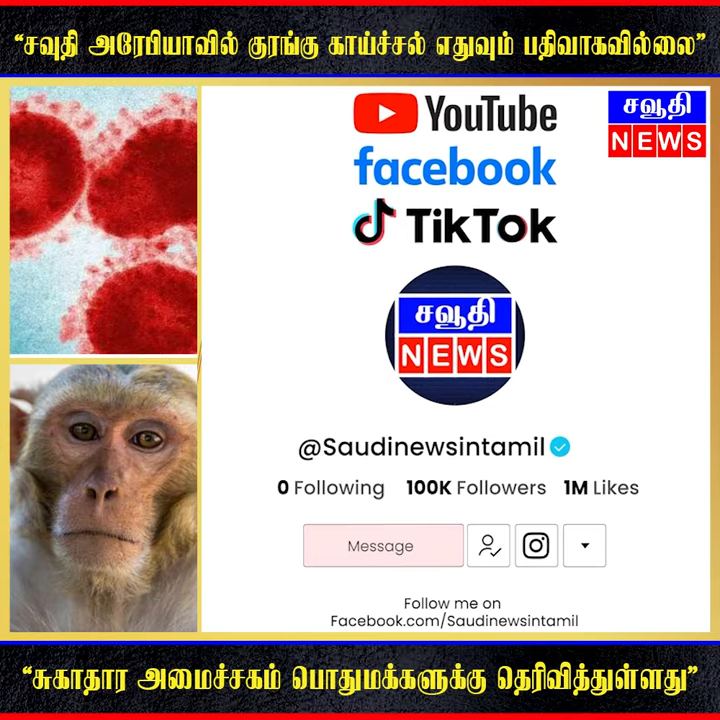 “சவுதி அரேபியாவில் குரங்கு காய்ச்சல் எதுவும் பதிவாகவில்லை”
YouTube
சவூதி
NEWS
facebook
TikTok
சவூதி
NEWS
@Saudinewsintamil
0 Following 100K Followers 1M Likes
Message
Follow me on
Facebook.com/Saudinewsintamil
“சுகாதார அமைச்சகம் பொதுமக்களுக்கு தெரிவித்துள்ளது”